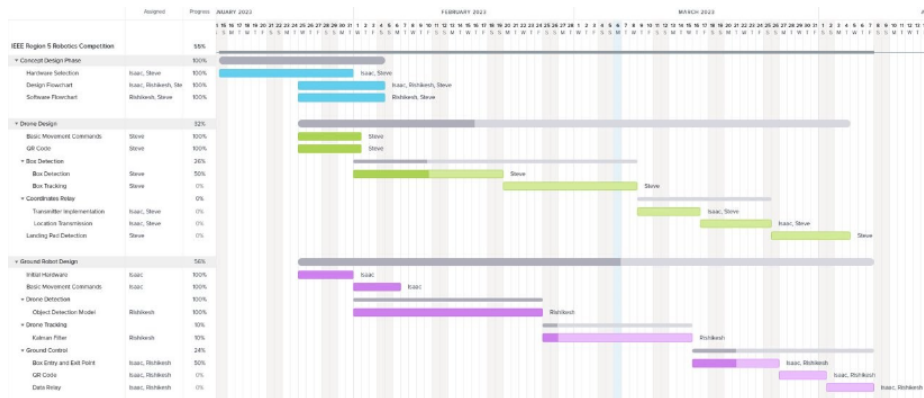 Assigned Progress ANUARY 2023 FEBRUARY 2023 MARCH 2023
IEEE Region 5 Robotics Competition 55%
Concept Design Phase 100%
Hardware Selection Isaac, Steve 100% Isaac, Steve
Design Flowchart Isaac, Rishikesh, Ste 100% Isaac, Rishikesh, Steve
Software Flowchart Rishikesh, Steve 100% Rishikesh, Steve
Drone Design 32%
Basic Movement Commands Steve 100% Steve
QR Code Steve 100% Steve
Box Detection 26%
Box Detection Steve 50% Steve
Box Tracking Steve 0% Steve
Coordinates Relay 0%
Transmitter Implementation Isaac, Steve 0% Isaac, Steve
Location Transmission Isaac, Steve 0% Isaac, Steve
Landing Pad Detection Steve 0% Steve
Ground Robot Design 56%
Initial Hardware Isaac 100% Isaac
Basic Movement Commands Isaac 100% Isaac
Drone Detection 100%
Object Detection Model Rishikesh 100% Rishikesh
Drone Tracking 10%
Kalman Filter Rishikesh 10% Rishikesh
Ground Control 24%
Box Entry and Exit Point Isaac, Rishikesh 50% Isaac, Rishikesh
QR Code Isaac, Rishikesh 0% Isaac, Rishikesh
Data Relay Isaac, Rishikesh 0% Isaac, Rishikesh